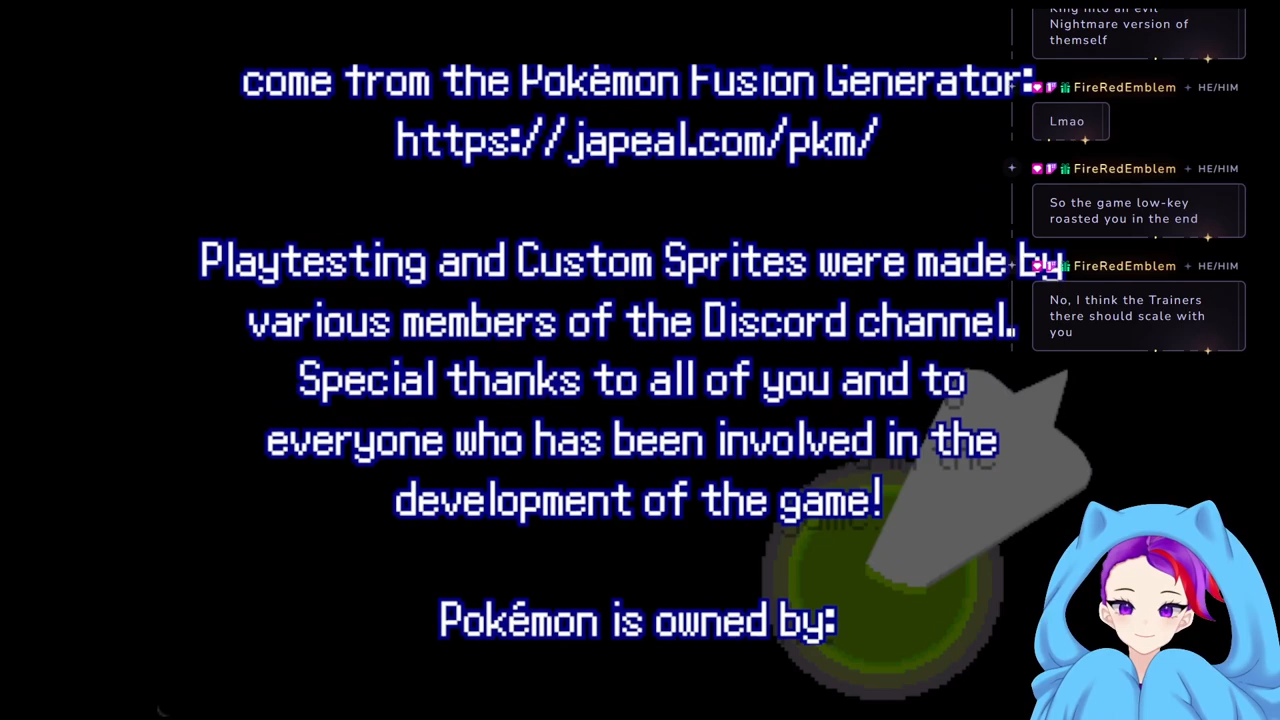 come from the Pokémon Fusion Generator:
https://japeal.com/pkm/
Playtesting and Custom Sprites were made by
various members of the Discord channel.
Special thanks to all of you and to
everyone who has been involved in the
development of the game!
Pokémon is owned by:
King into an evil
Nightmare version of
themself
FireRedEmblem HE/HIM
Lmao
FireRedEmblem HE/HIM
So the game low-key
roasted you in the end
FireRedEmblem HE/HIM
No, I think the Trainers
there should scale with
you